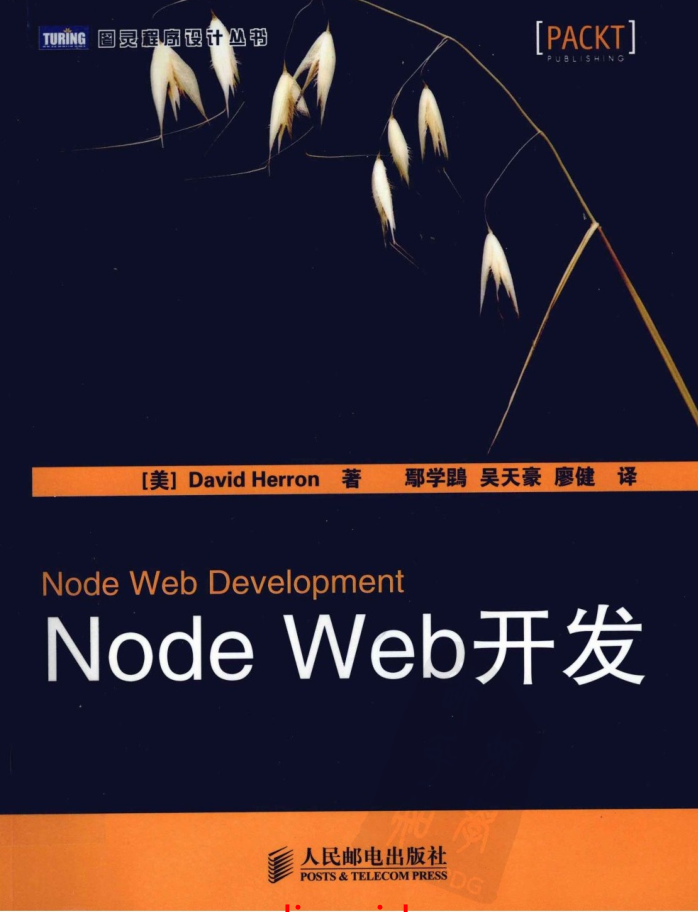 TURING 图灵程序设计丛书
[PACKT]
PUBLISHING
[美] David Herron 著 鄢学鹍 吴天豪 廖健 译
Node Web Development
Node Web开发
人民邮电出版社
POSTS & TELECOM PRESS